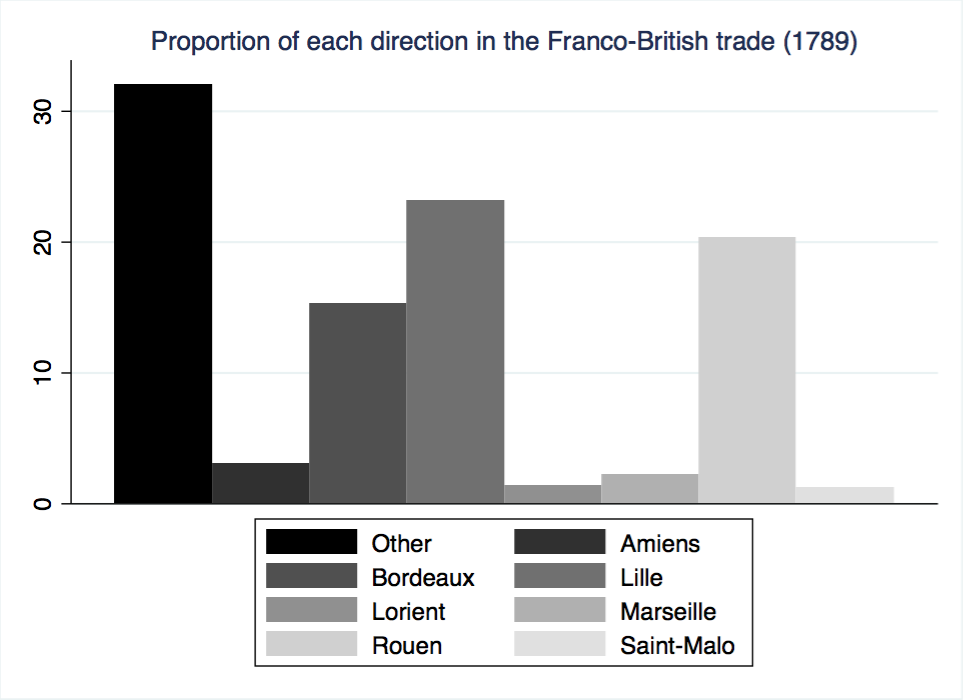 Proportion of each direction in the Franco-British trade (1789)
30
20
10
0
Other Amiens
Bordeaux Lille
Lorient Marseille
Rouen Saint-Malo